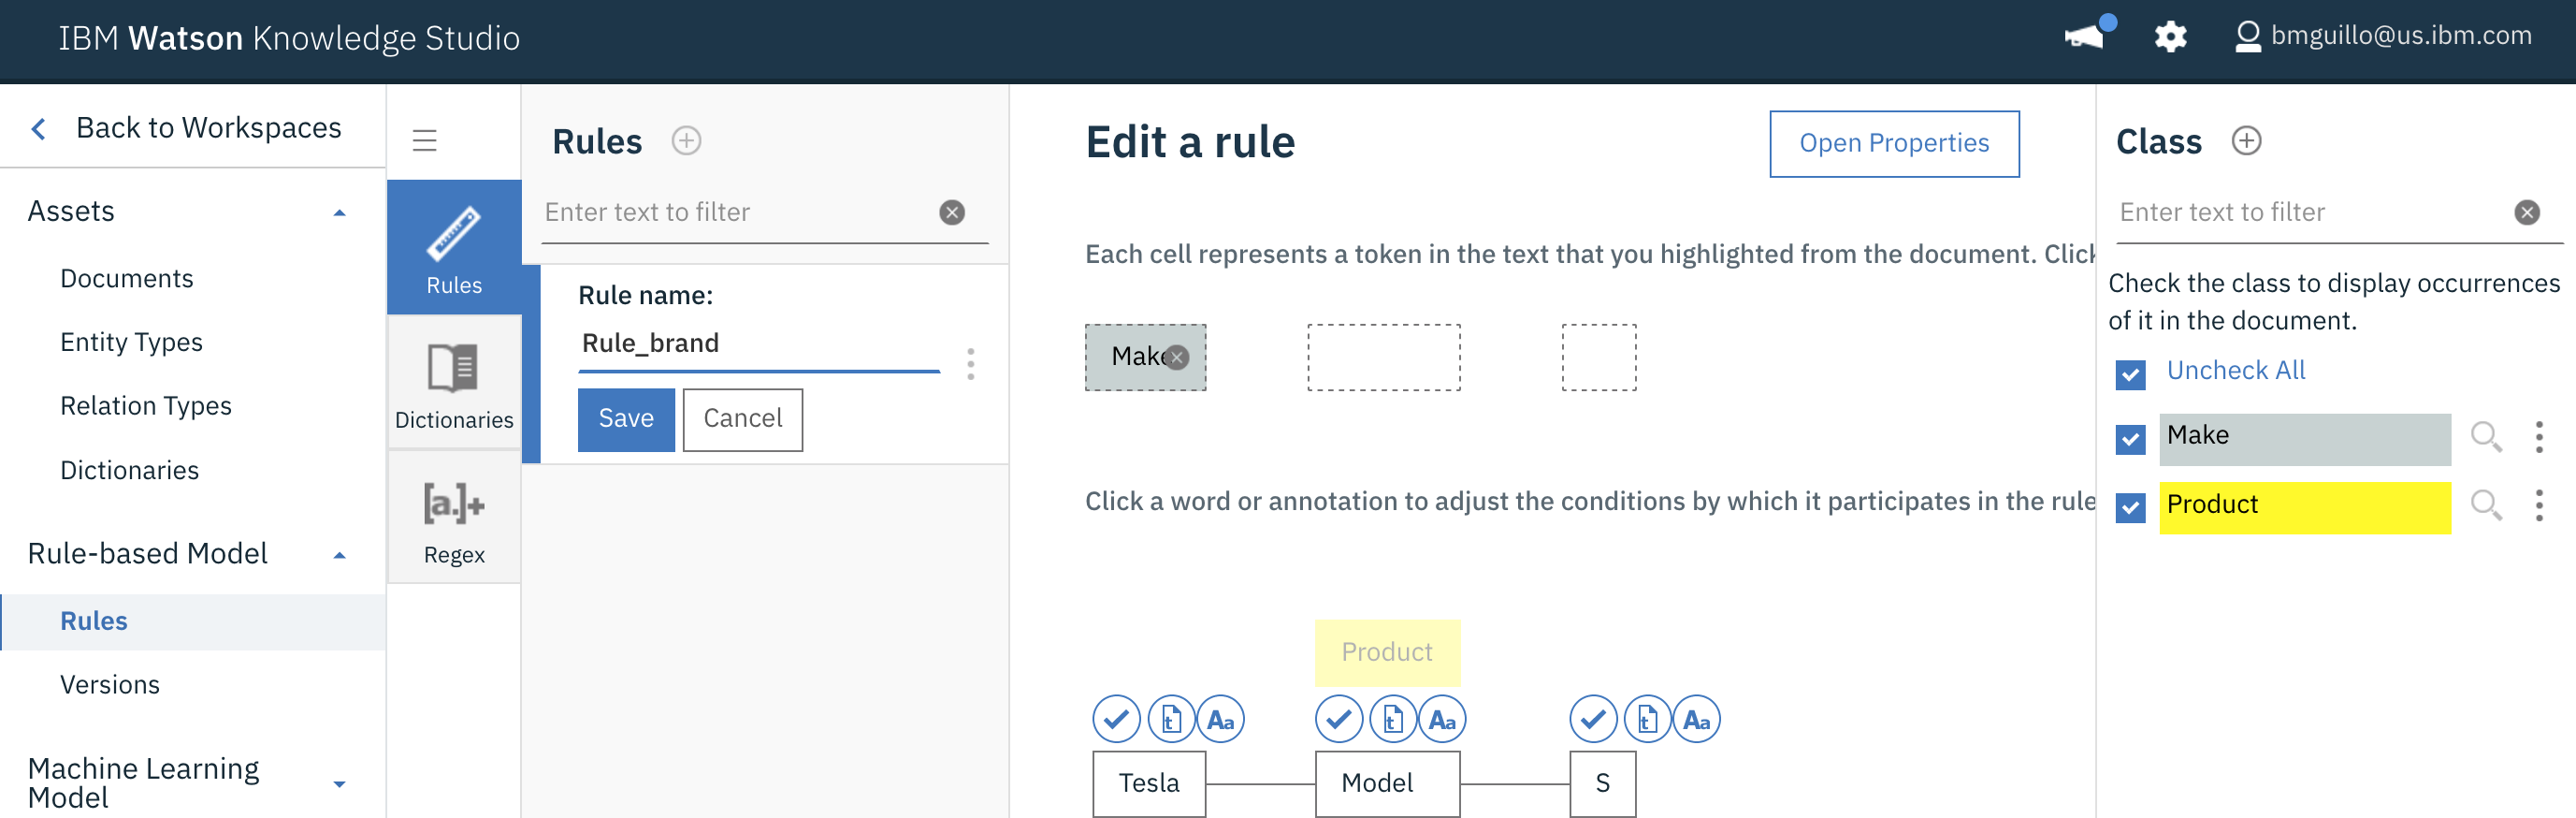 IBM Watson Knowledge Studio
bmguillo@us.ibm.com
Back to Workspaces
Assets
Documents
Entity Types
Relation Types
Dictionaries
Rule-based Model
Rules
Versions
Machine Learning
Model
Rules
Dictionaries
[a.]+
Regex
Rules
Enter text to filter
Rule name:
Rule_brand
Save
Cancel
Edit a rule
Open Properties
Each cell represents a token in the text that you highlighted from the document. Click
Make
Click a word or annotation to adjust the conditions by which it participates in the rule
Product
t Aa t Aa t Aa
Tesla Model S
Class
Enter text to filter
Check the class to display occurrences
of it in the document.
Uncheck All
Make
Product